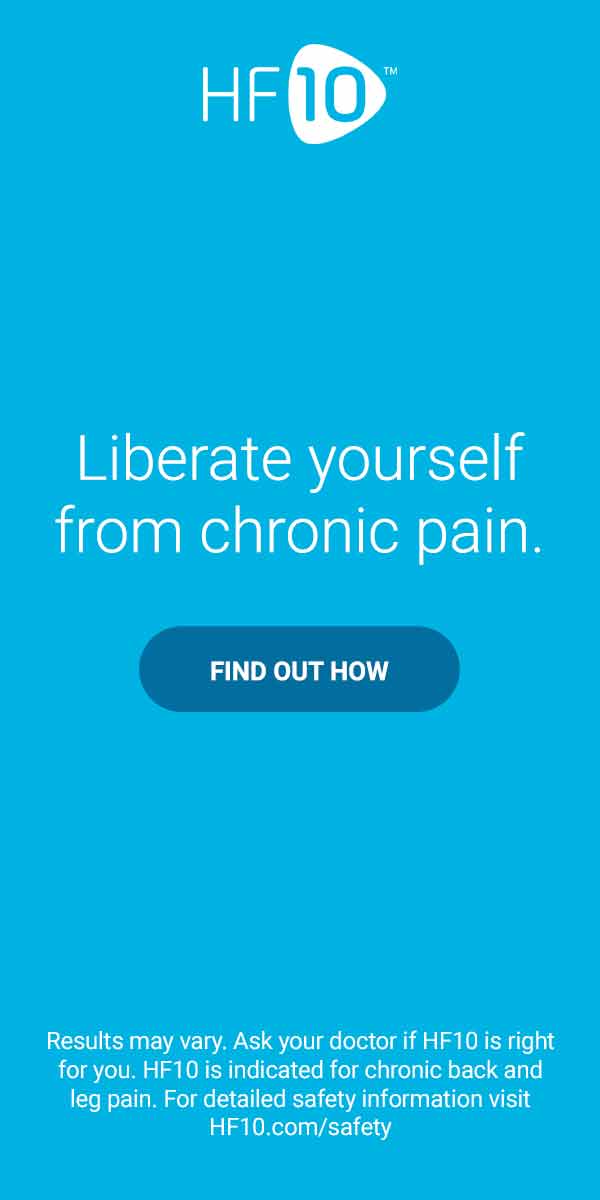 HF10™
Liberate yourself
from chronic pain.
FIND OUT HOW
Results may vary. Ask your doctor if HF10 is right
for you. HF10 is indicated for chronic back and
leg pain. For detailed safety information visit
HF10.com/safety